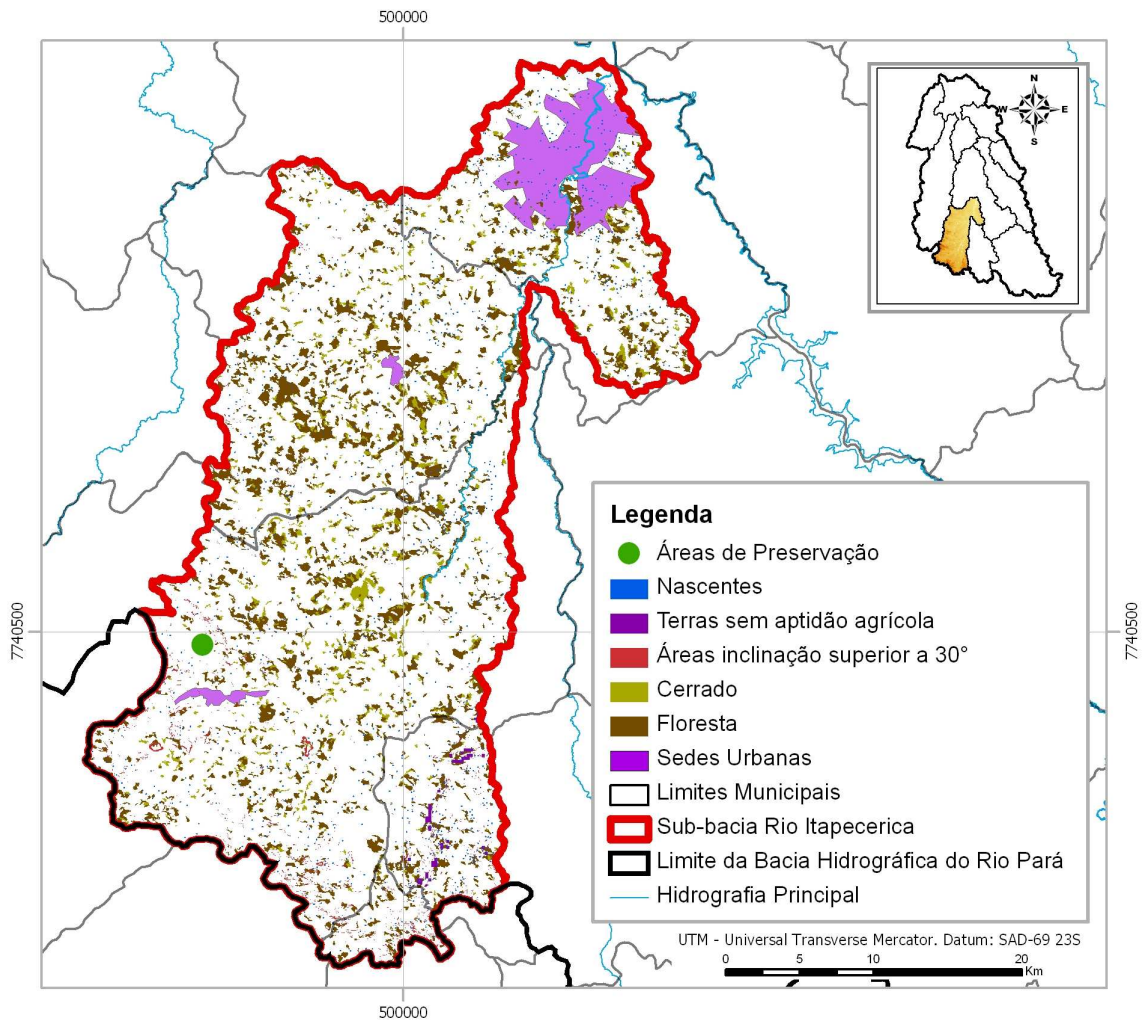 500000
N
W
E
S
7740500
7740500
Legenda
Áreas de Preservação
Nascentes
Terras sem aptidão agrícola
Áreas inclinação superior a 30°
Cerrado
Floresta
Sedes Urbanas
Limites Municipais
Sub-bacia Rio Itapecerica
Limite da Bacia Hidrográfica do Rio Pará
Hidrografia Principal
UTM - Universal Transverse Mercator. Datum: SAD-69 23S
0 5 10 20
Km
500000